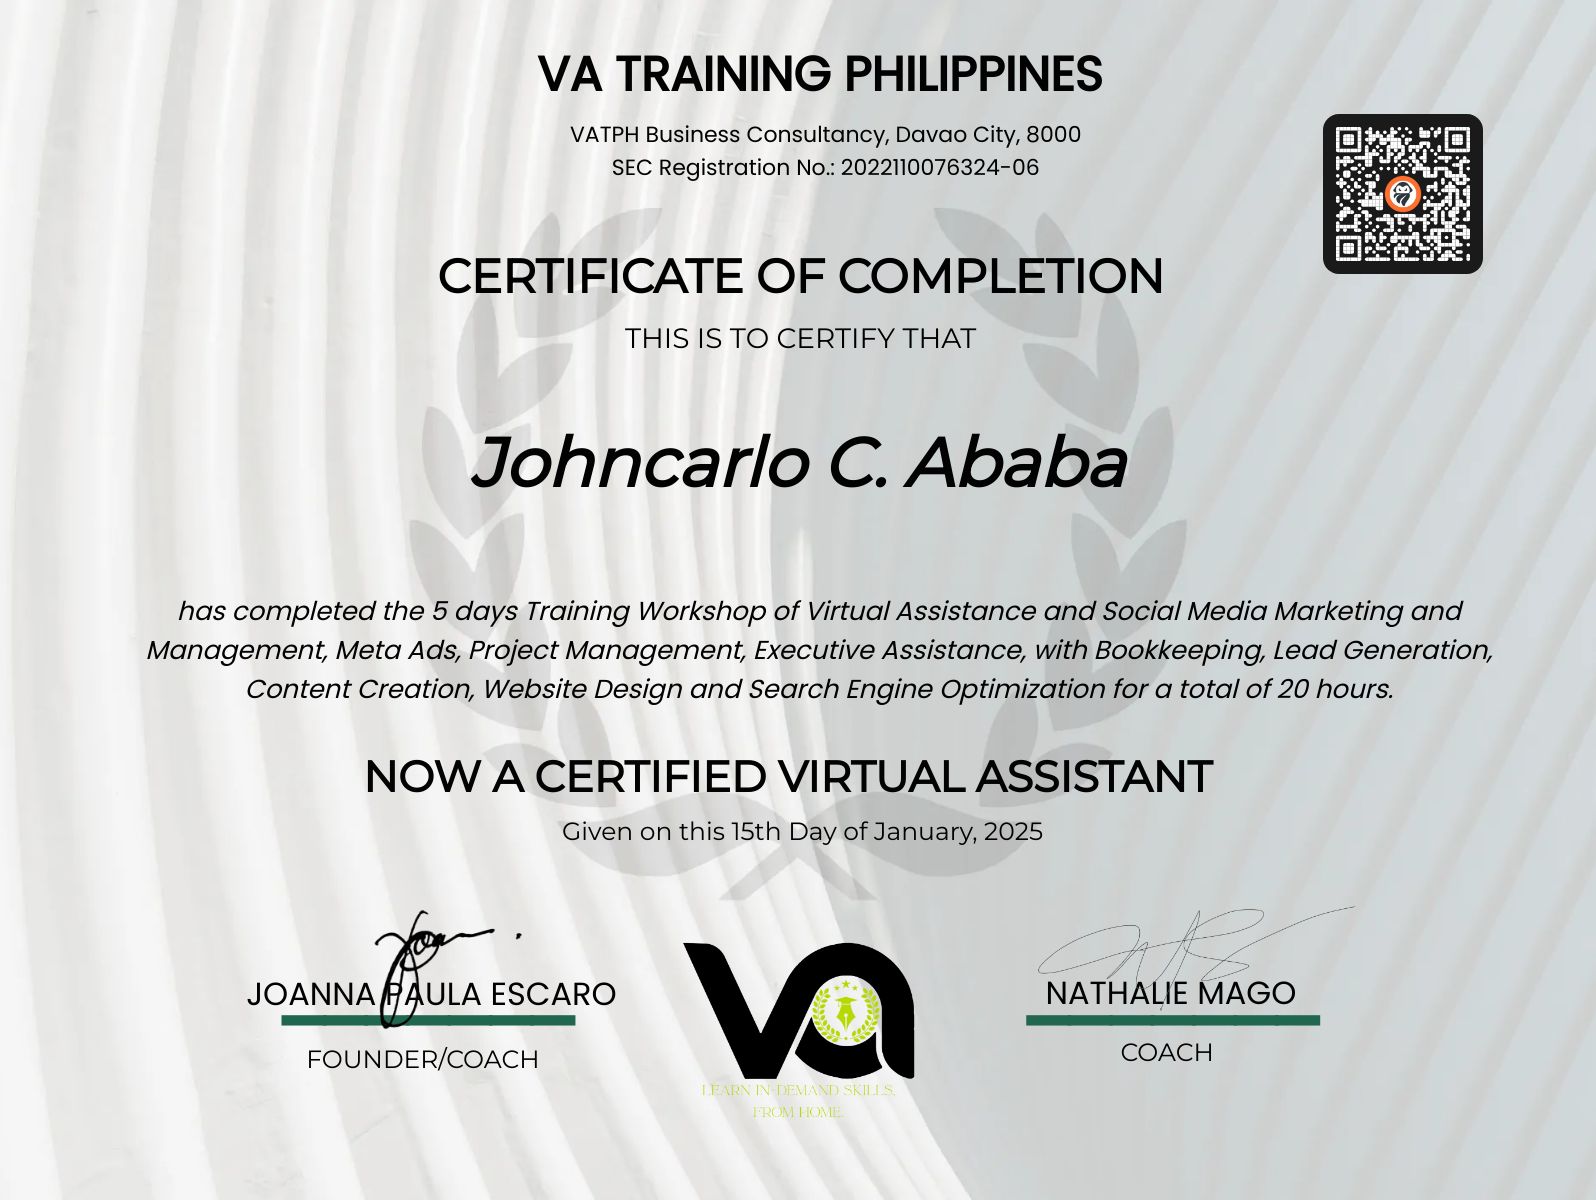 VA TRAINING PHILIPPINES
VATPH Business Consultancy, Davao City, 8000
SEC Registration No.: 2022110076324-06
CERTIFICATE OF COMPLETION
THIS IS TO CERTIFY THAT
Johncarlo C. Ababa
has completed the 5 days Training Workshop of Virtual Assistance and Social Media Marketing and
Management, Meta Ads, Project Management, Executive Assistance, with Bookkeeping, Lead Generation,
Content Creation, Website Design and Search Engine Optimization for a total of 20 hours.
NOW A CERTIFIED VIRTUAL ASSISTANT
Given on this 15th Day of January, 2025
JOANNA PAULA ESCARO
FOUNDER/COACH
va
LEARN IN-DEMAND SKILLS,
FROM HOME.
NATHALIE MAGO
COACH